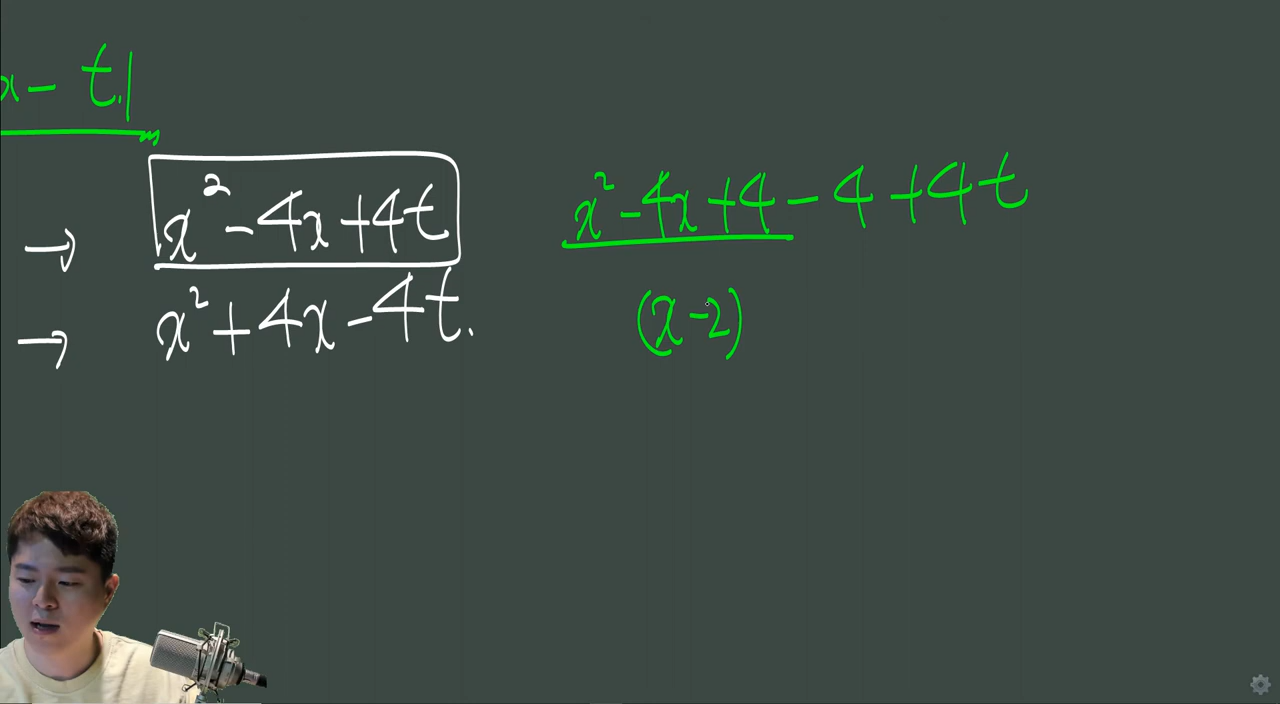 x - t|
→ x² - 4x + 4t
→ x² + 4x - 4t.
x² - 4x + 4 - 4 + 4t
(x - 2)